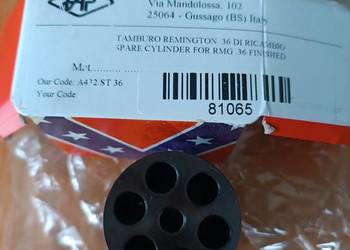 Via Mandolossa, 102
25064 - Gussago (BS) Italy
TAMBURO REMINGTON 36 DI RICAMBIO
SPARE CYLINDER FOR RMG .36 FINISHED
Mat.
Our Code: A432/ST 36
Your Code:
81065